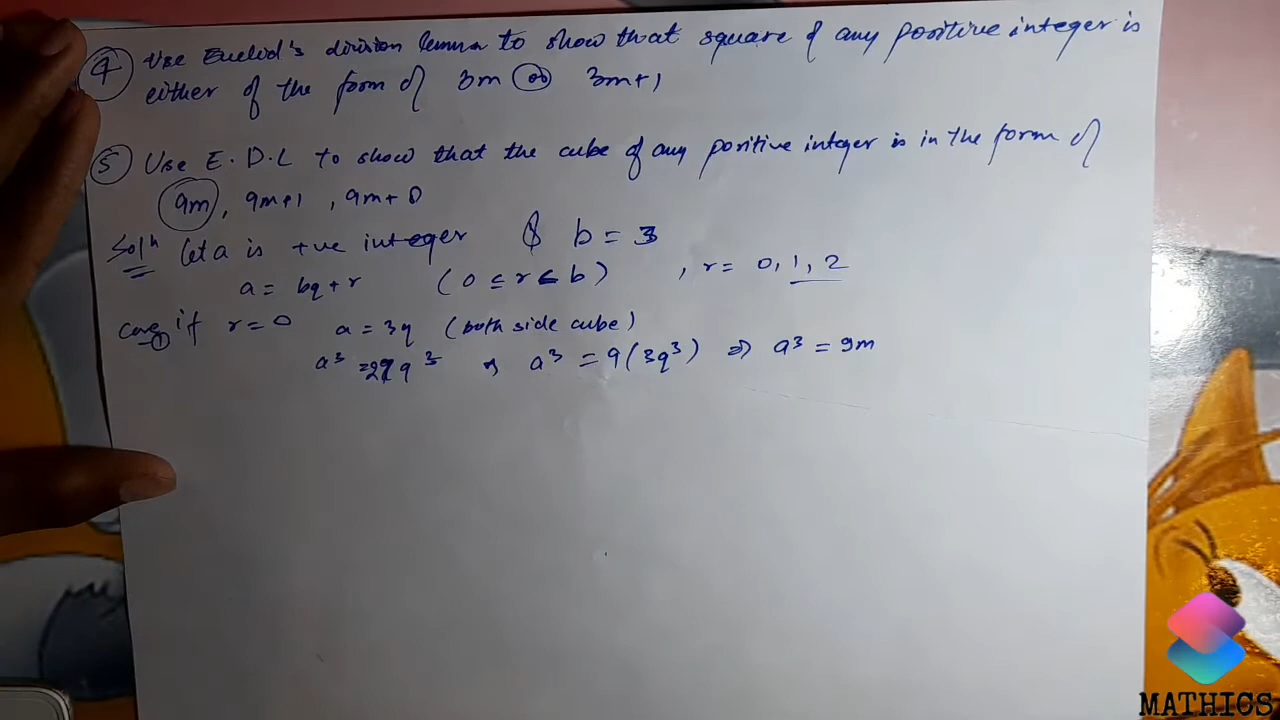 ④ Use Euclid's division lemma to show that square of any positive integer is
either of the form of 3m or 3m+1
⑤ Use E.D.L to show that the cube of any positive integer is in the form of
9m, 9m+1, 9m+8
Solⁿ let a is +ve integer & b = 3
a = bq + r (0 ≤ r < b), r = 0, 1, 2
case ① if r = 0 a = 3q (both side cube)
a³ = 27q³ ⇒ a³ = 9(3q³) ⇒ a³ = 9m
MATHICS